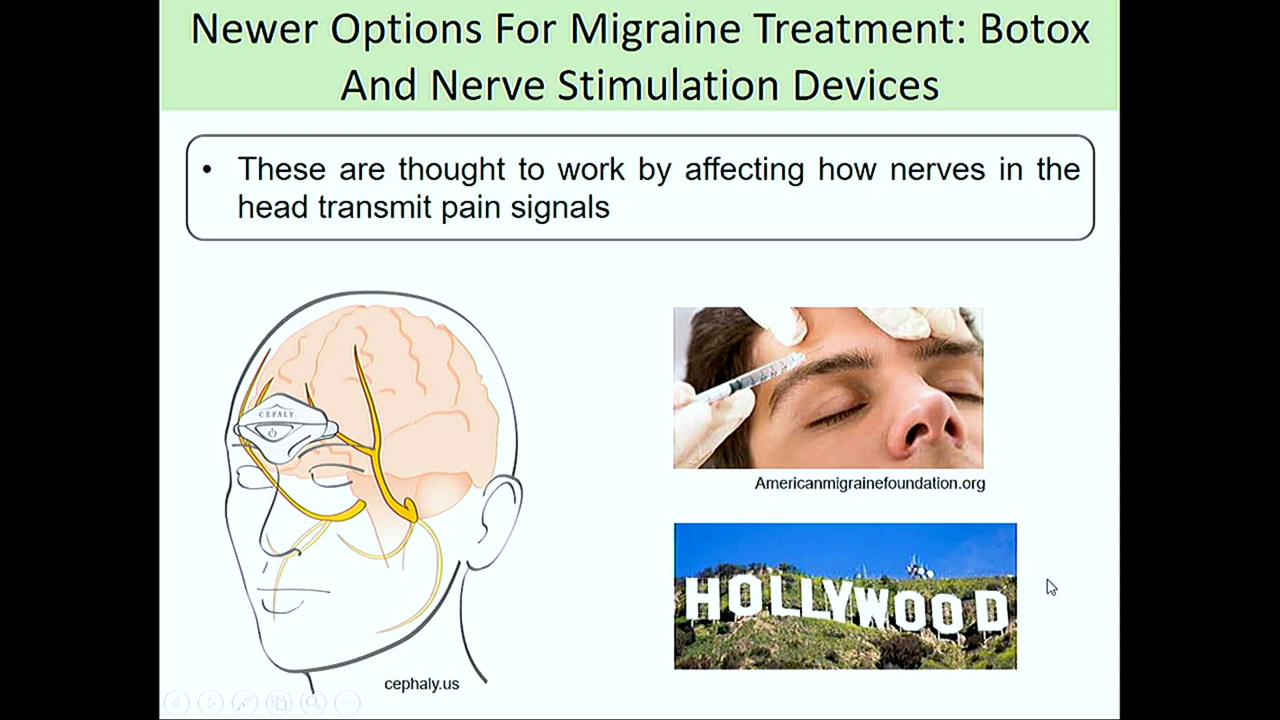 Newer Options For Migraine Treatment: Botox
And Nerve Stimulation Devices
• These are thought to work by affecting how nerves in the
head transmit pain signals
CEFALY
Americanmigrainefoundation.org
HOLLYWOOD
cephaly.us